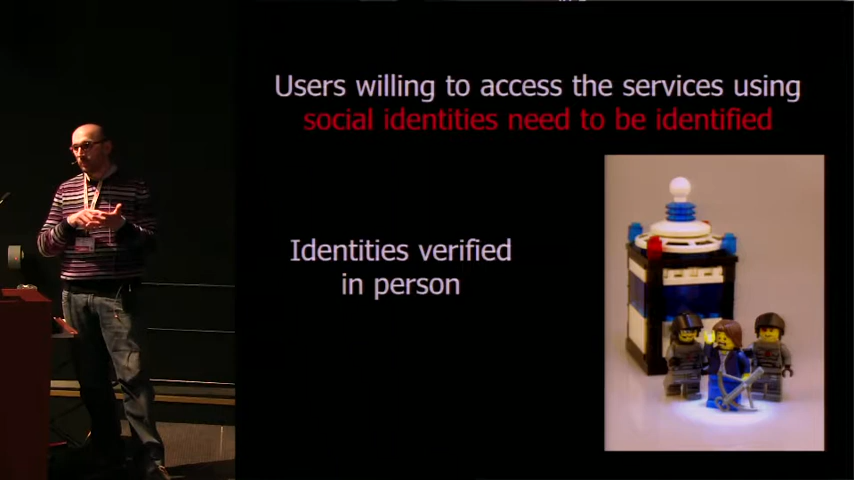 Users willing to access the services using
social identities need to be identified
Identities verified
in person